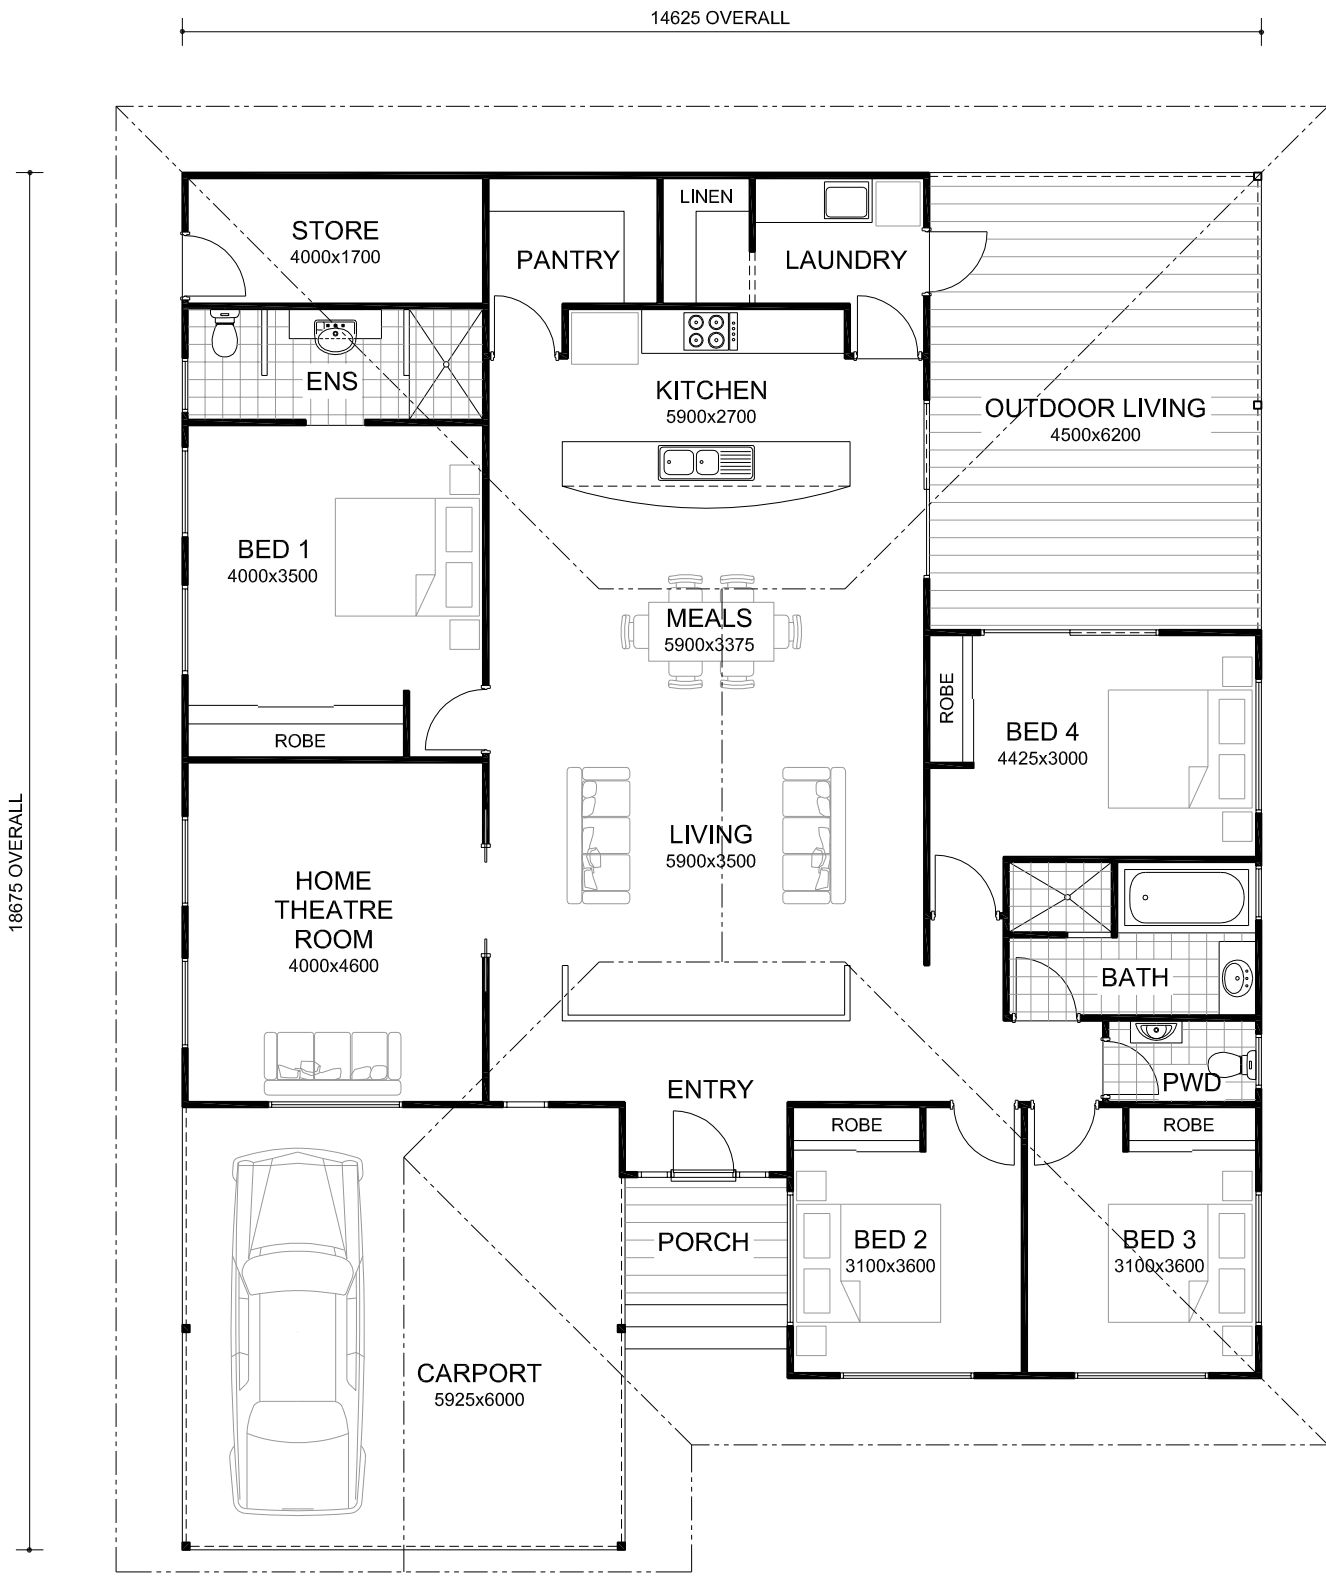 14625 OVERALL
18675 OVERALL
STORE
4000x1700
PANTRY
LINEN
LAUNDRY
ENS
KITCHEN
5900x2700
OUTDOOR LIVING
4500x6200
BED 1
4000x3500
MEALS
5900x3375
ROBE
ROBE
BED 4
4425x3000
LIVING
5900x3500
HOME
THEATRE
ROOM
4000x4600
BATH
ENTRY
PWD
ROBE
ROBE
PORCH
BED 2
3100x3600
BED 3
3100x3600
CARPORT
5925x6000